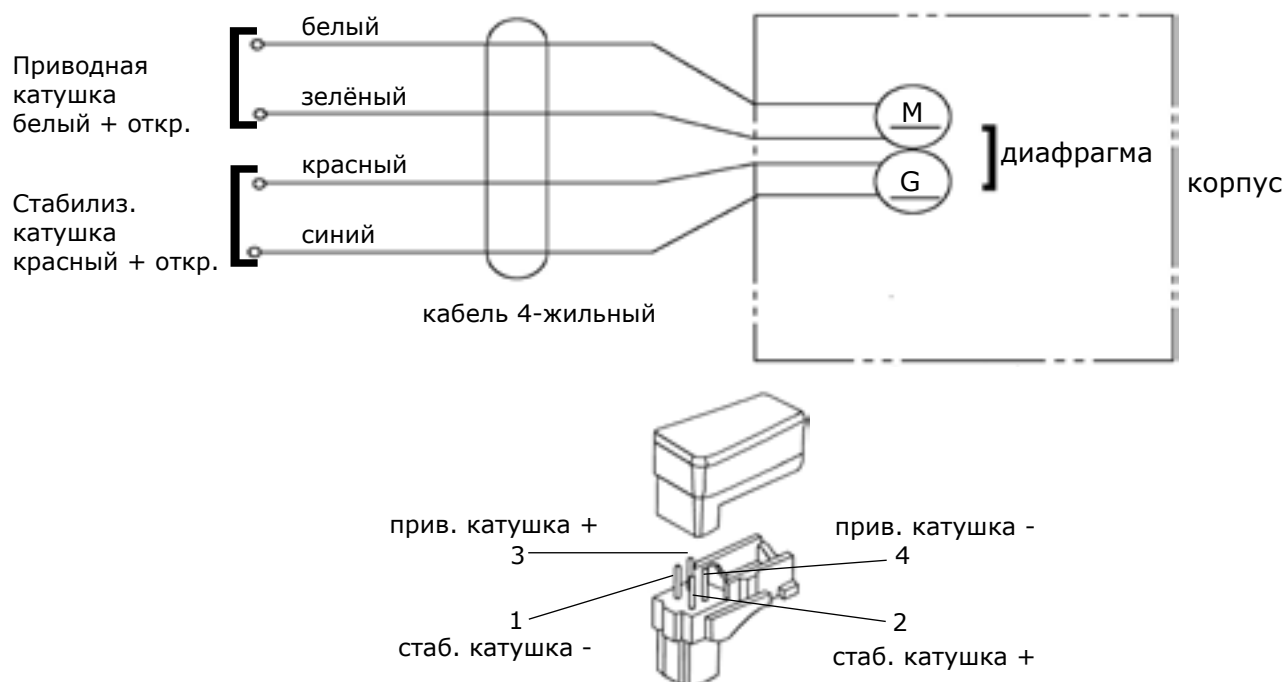 белый
Приводная
катушка
белый + откр.
зелёный
M
диафрагма
красный
G
корпус
Стабилиз.
катушка
красный + откр.
синий
кабель 4-жильный
прив. катушка +
прив. катушка -
3
4
1
2
стаб. катушка -
стаб. катушка +